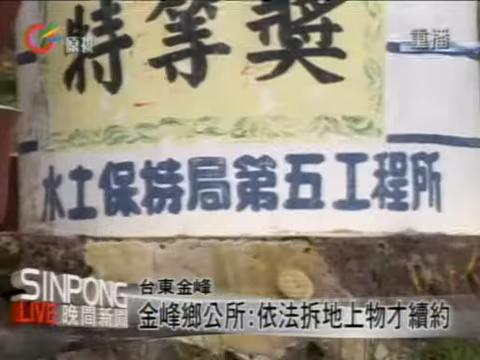 原視
重播
特等獎
水土保持局第五工程所
SINPONG
LIVE 晚間新聞
台東金峰
金峰鄉公所:依法拆地上物才續約